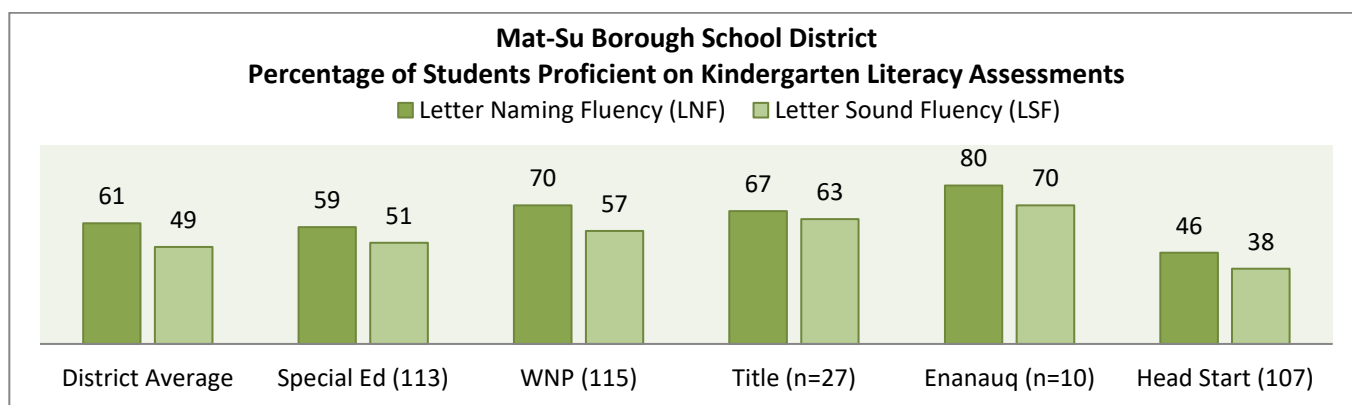 Mat-Su Borough School District
Percentage of Students Proficient on Kindergarten Literacy Assessments
Letter Naming Fluency (LNF) Letter Sound Fluency (LSF)
61 49 59 51 70 57 67 63 80 70 46 38
District Average Special Ed (113) WNP (115) Title (n=27) Enanauq (n=10) Head Start (107)